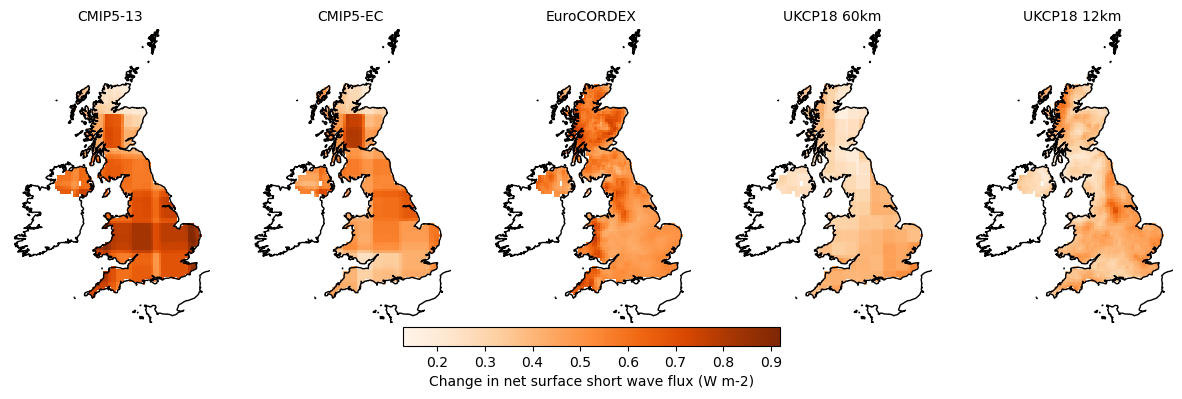 CMIP5-13 CMIP5-EC EuroCORDEX UKCP18 60km UKCP18 12km
0.2 0.3 0.4 0.5 0.6 0.7 0.8 0.9
Change in net surface short wave flux (W m-2)